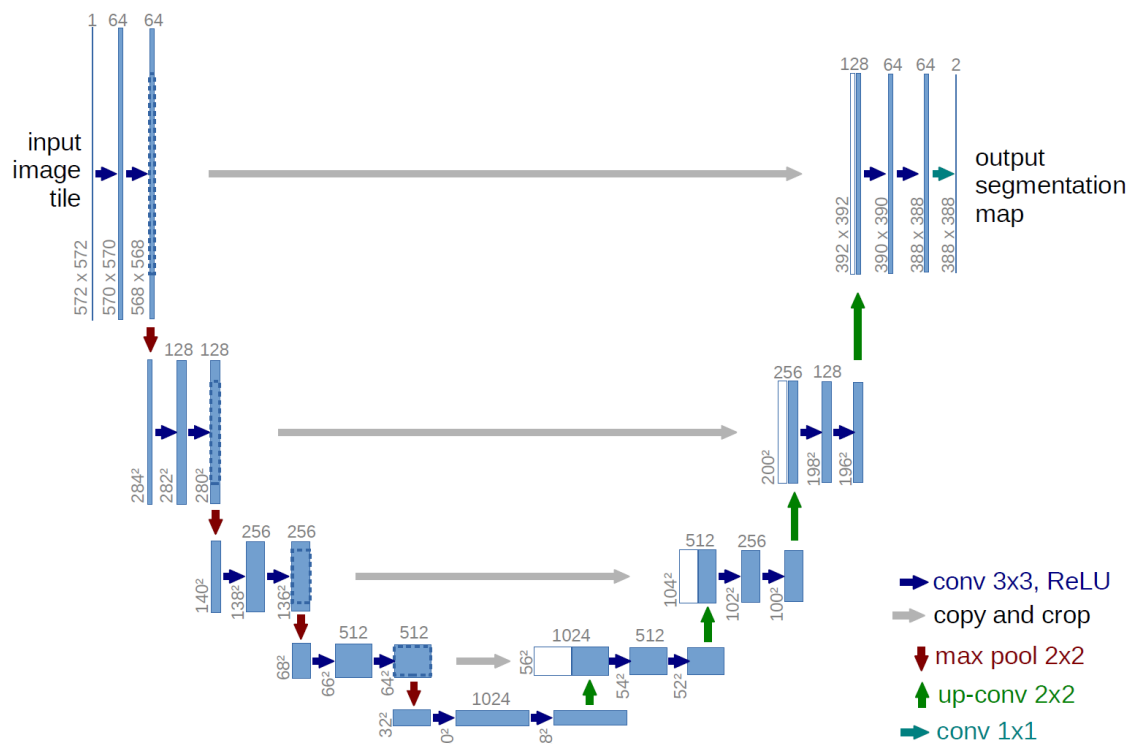 1 64 64
input
image
tile
572 x 572
570 x 570
568 x 568
128 64 64 2
output
segmentation
map
392 x 392
390 x 390
388 x 388
388 x 388
128 128
284²
282²
280²
256 128
200²
198²
196²
256 256
140²
138²
136²
512 256
104²
102²
100²
512 512
68²
66²
64²
1024 512
56²
54²
52²
1024
32²
0²
8²
conv 3x3, ReLU
copy and crop
max pool 2x2
up-conv 2x2
conv 1x1